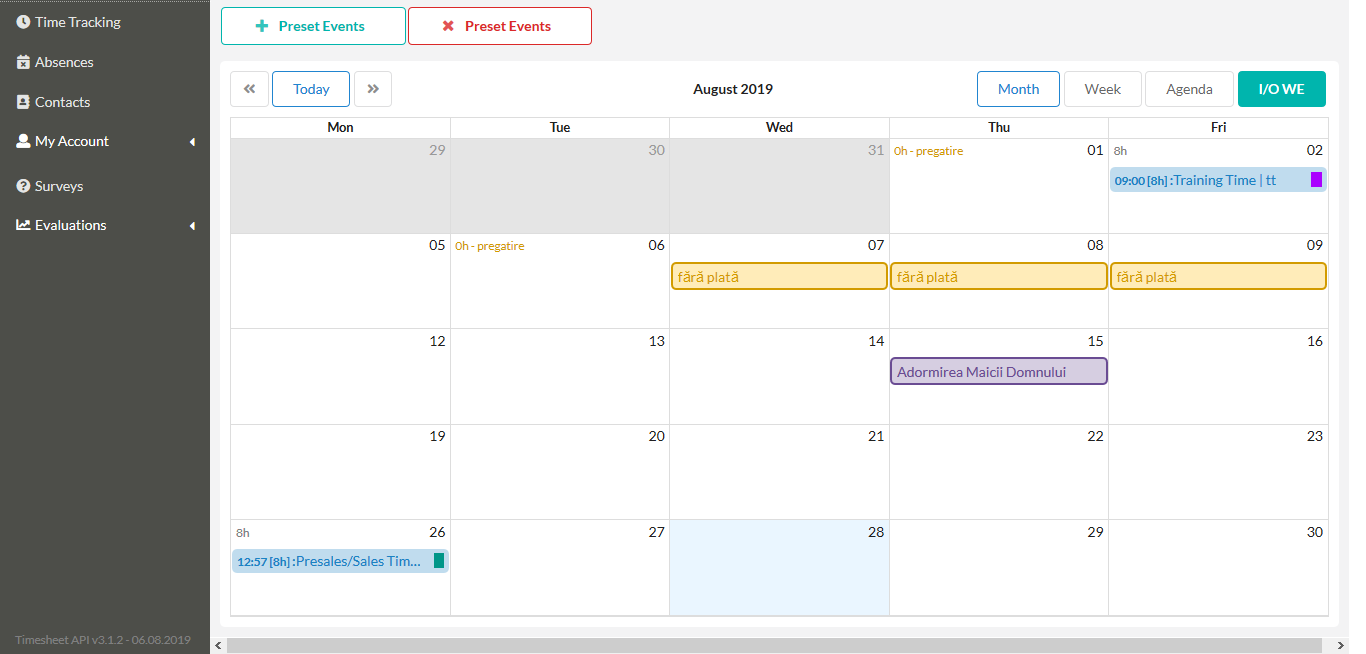 Time Tracking
Absences
Contacts
My Account
Surveys
Evaluations
Timesheet API v3.1.2 - 06.08.2019
Preset Events
Preset Events
Today
August 2019
Month
Week
Agenda
I/O WE
Mon Tue Wed Thu Fri
29 30 31 0h - pregatire 01 8h 02
09:00 [8h] :Training Time | tt
05 0h - pregatire 06 07 08 09
fără plată fără plată fără plată
12 13 14 15 16
Adormirea Maicii Domnului
19 20 21 22 23
8h 26 27 28 29 30
12:57 [8h] :Presales/Sales Tim...